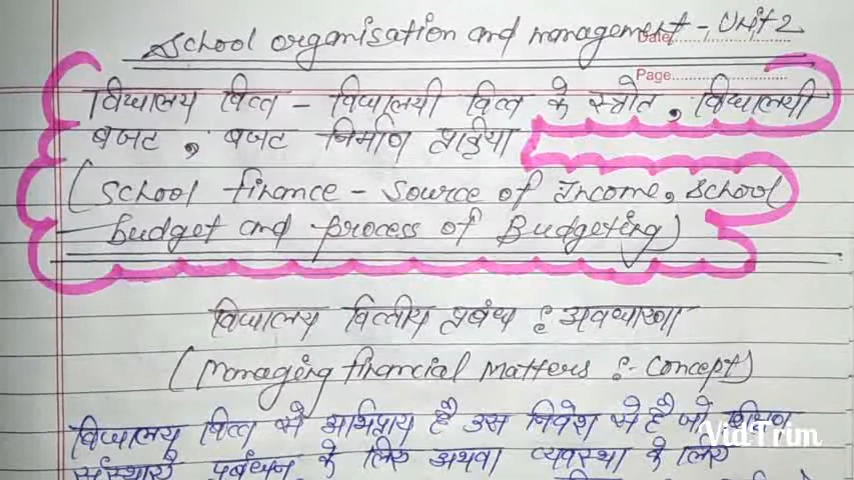 School organisation and management - Unit 2
Date
Page
विद्यालय वित्त - विद्यालयी वित्त के स्त्रोत, विद्यालयी
बजट, बजट निर्माण प्रक्रिया
(School finance - Source of Income, School
budget and process of Budgeting)
विद्यालय वित्तीय प्रबंध : अवधारणा
(Managing financial Matters :- Concept)
विद्यालय वित्त से अभिप्राय है उस निवेश से है जो शिक्षण
VidTrim
संस्थाएं प्रबंधन के लिए अथवा व्यवस्था के लिए